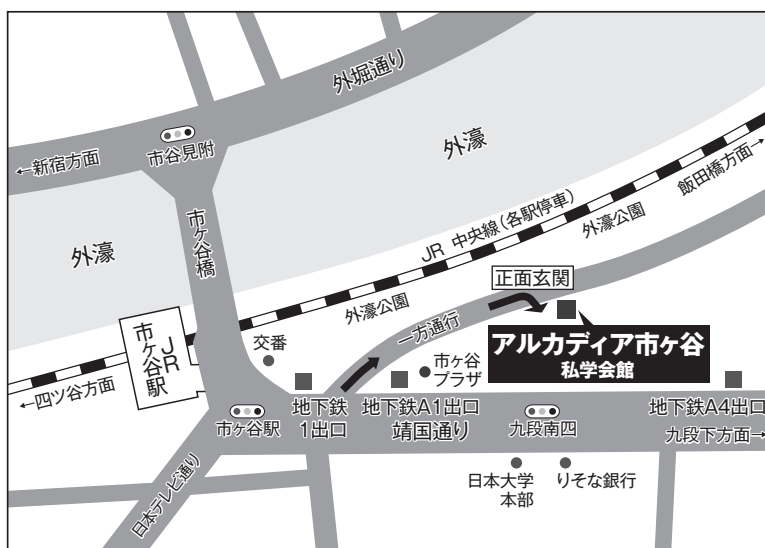 外堀通り
市谷見附
←新宿方面
外濠
飯田橋方面→
市ヶ谷橋
外濠
JR 中央線(各駅停車)
外濠公園
正面玄関
外濠公園
一方通行
アルカディア市ヶ谷
私学会館
JR
市ヶ谷駅
交番
市ヶ谷
プラザ
←四ツ谷方面
市ヶ谷駅
地下鉄
1出口
地下鉄A1出口
靖国通り
九段南四
地下鉄A4出口
九段下方面→
日本テレビ通り
日本大学
本部
りそな銀行